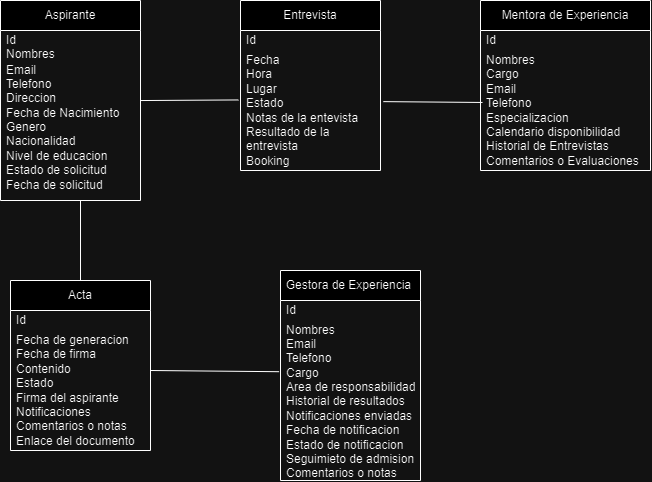 Aspirante
Id
Nombres
Email
Telefono
Direccion
Fecha de Nacimiento
Genero
Nacionalidad
Nivel de educacion
Estado de solicitud
Fecha de solicitud
Entrevista
Id
Fecha
Hora
Lugar
Estado
Notas de la entevista
Resultado de la
entrevista
Booking
Mentora de Experiencia
Id
Nombres
Cargo
Email
Telefono
Especializacion
Calendario disponibilidad
Historial de Entrevistas
Comentarios o Evaluaciones
Acta
Id
Fecha de generacion
Fecha de firma
Contenido
Estado
Firma del aspirante
Notificaciones
Comentarios o notas
Enlace del documento
Gestora de Experiencia
Id
Nombres
Email
Telefono
Cargo
Area de responsabilidad
Historial de resultados
Notificaciones enviadas
Fecha de notificacion
Estado de notificacion
Seguimieto de admision
Comentarios o notas